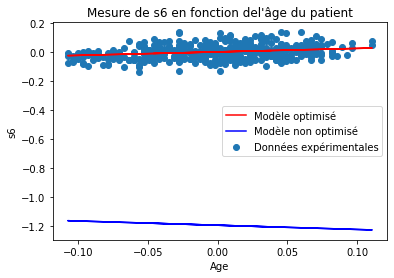 Mesure de s6 en fonction del'âge du patient
0.2
0.0
−0.2
−0.4
−0.6
−0.8
−1.0
−1.2
s6
Modèle optimisé
Modèle non optimisé
Données expérimentales
−0.10
−0.05
0.00
0.05
0.10
Age